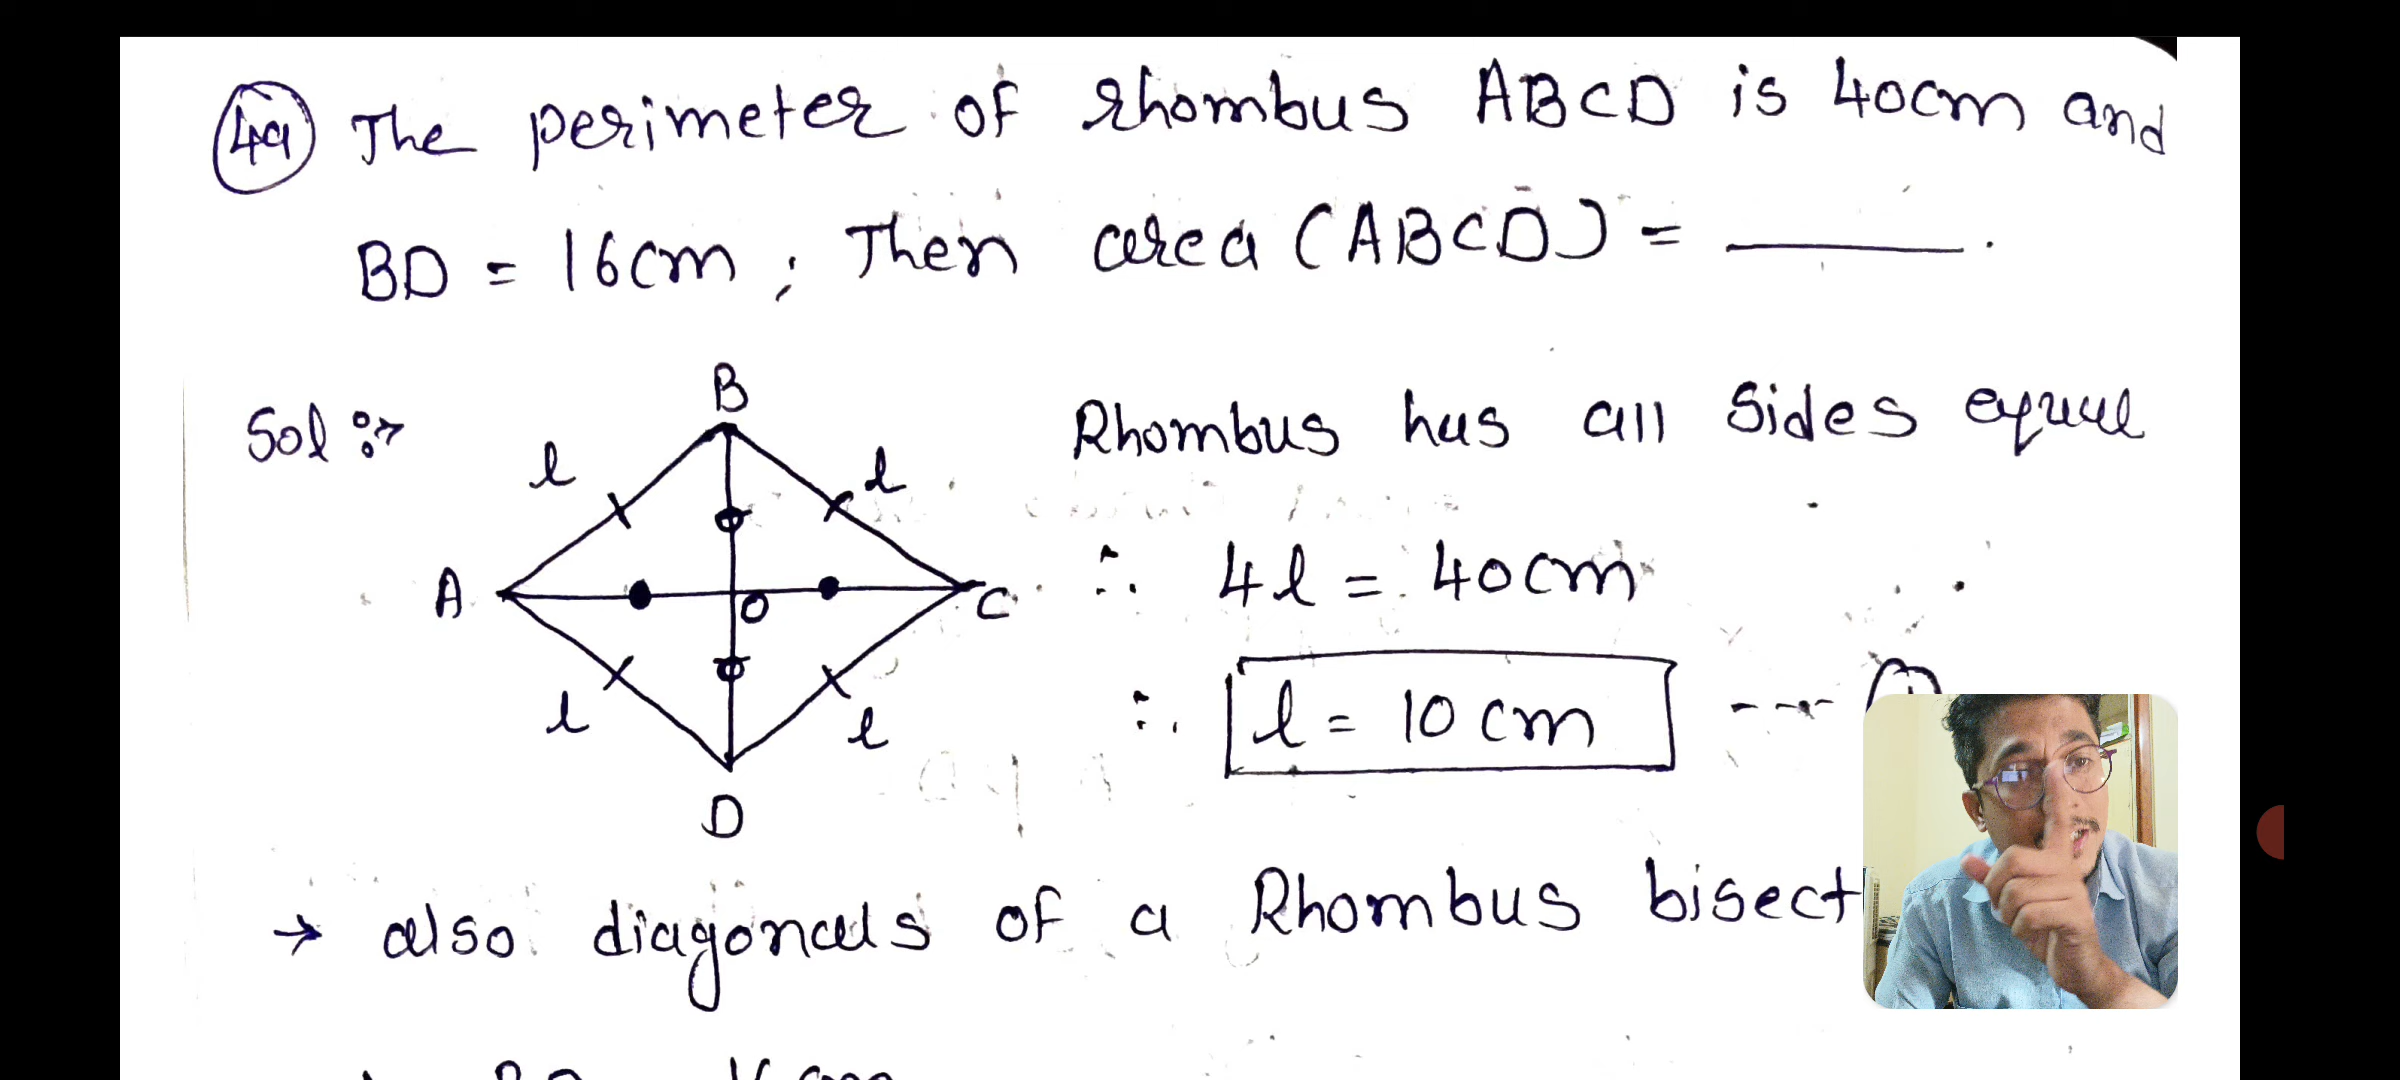 49 The perimeter of rhombus ABCD is 40cm and
BD = 16cm ; Then area (ABCD) = ______.
Sol :→
B
l l
A O C
l l
D
Rhombus has all sides equal
∴ 4l = 40cm
∴ l = 10 cm ---
→ also diagonals of a Rhombus bisect